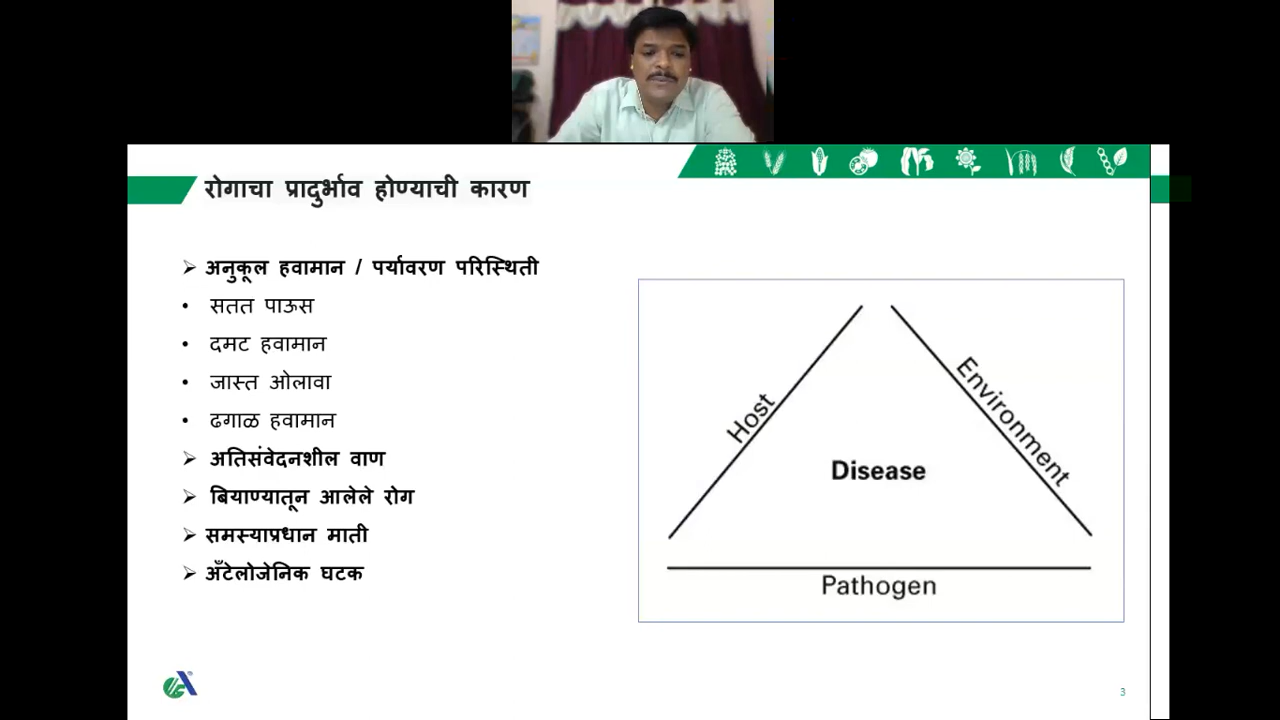 रोगाचा प्रादुर्भाव होण्याची कारण
➢ अनुकूल हवामान / पर्यावरण परिस्थिती
• सतत पाऊस
• दमट हवामान
• जास्त ओलावा
• ढगाळ हवामान
➢ अतिसंवेदनशील वाण
➢ बियाण्यातून आलेले रोग
➢ समस्याप्रधान माती
➢ अँटेलोजेनिक घटक
Host
Environment
Disease
Pathogen
3